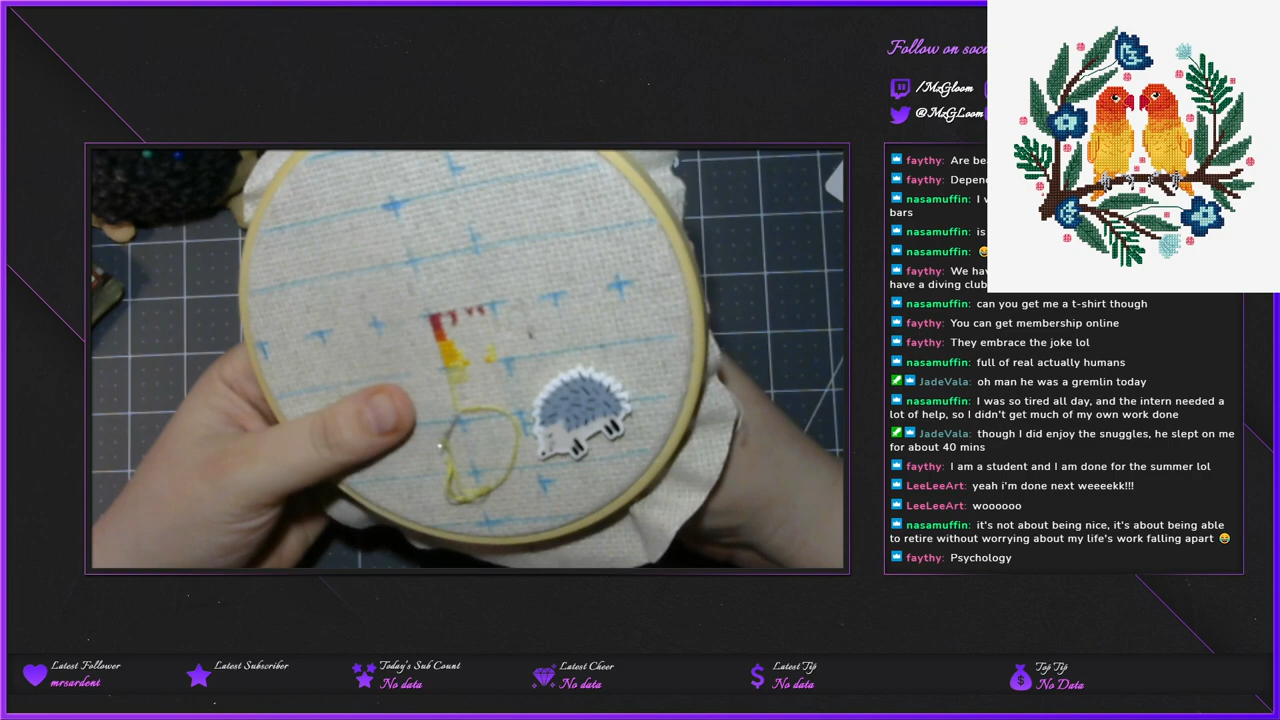 Follow on soci
/MzGloom
@MzGLoom
faythy: Are be
faythy: Depend
nasamuffin: I w
bars
nasamuffin: is
nasamuffin:
faythy: We hav
have a diving club
nasamuffin: can you get me a t-shirt though
faythy: You can get membership online
faythy: They embrace the joke lol
nasamuffin: full of real actually humans
JadeVala: oh man he was a gremlin today
nasamuffin: I was so tired all day, and the intern needed a
lot of help, so I didn't get much of my own work done
JadeVala: though I did enjoy the snuggles, he slept on me
for about 40 mins
faythy: I am a student and I am done for the summer lol
LeeLeeArt: yeah i'm done next weeeekk!!!
LeeLeeArt: woooooo
nasamuffin: it's not about being nice, it's about being able
to retire without worrying about my life's work falling apart 😅
faythy: Psychology
Latest Follower
mrsardent
Latest Subscriber
Today's Sub Count
No data
Latest Cheer
No data
Latest Tip
No data
Top Tip
No Data